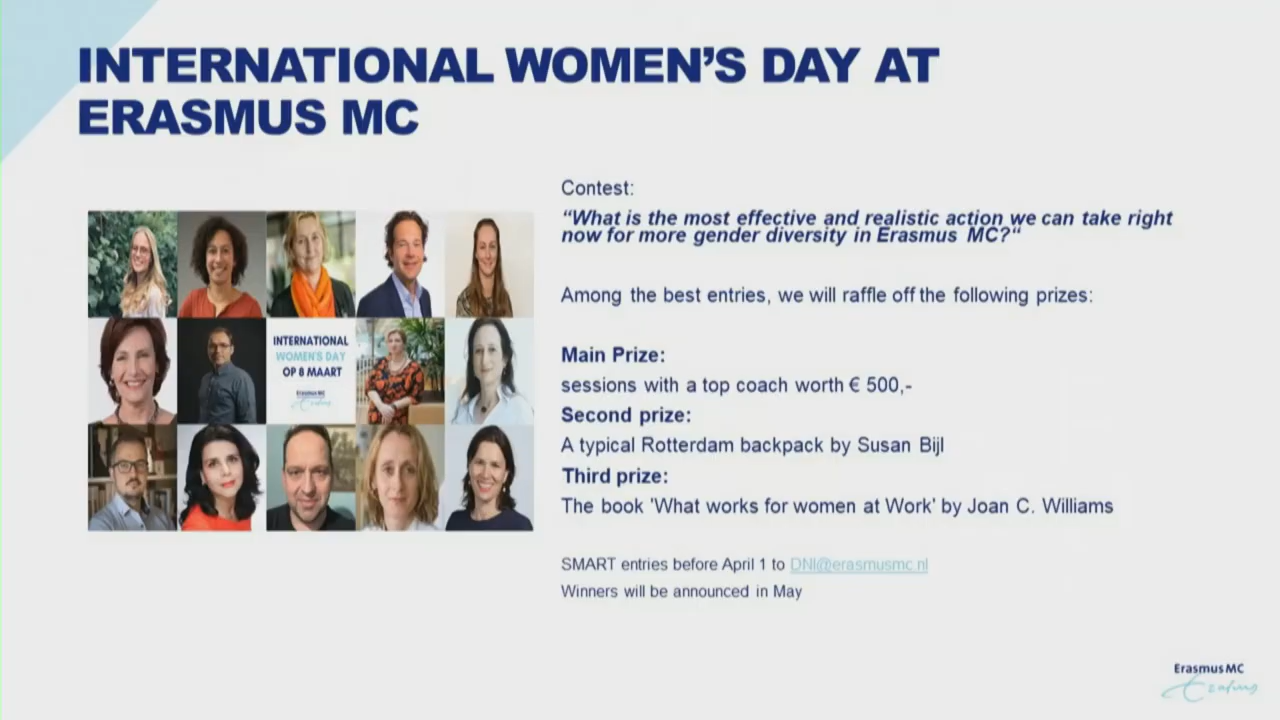 INTERNATIONAL WOMEN'S DAY AT
ERASMUS MC
Contest:
“What is the most effective and realistic action we can take right
now for more gender diversity in Erasmus MC?“
Among the best entries, we will raffle off the following prizes:
Main Prize:
sessions with a top coach worth € 500,-
Second prize:
A typical Rotterdam backpack by Susan Bijl
Third prize:
The book 'What works for women at Work' by Joan C. Williams
SMART entries before April 1 to DNI@erasmusmc.nl
Winners will be announced in May
INTERNATIONAL
WOMEN'S DAY
OP 8 MAART
Erasmus MC
Erasmus MC
Erasmus